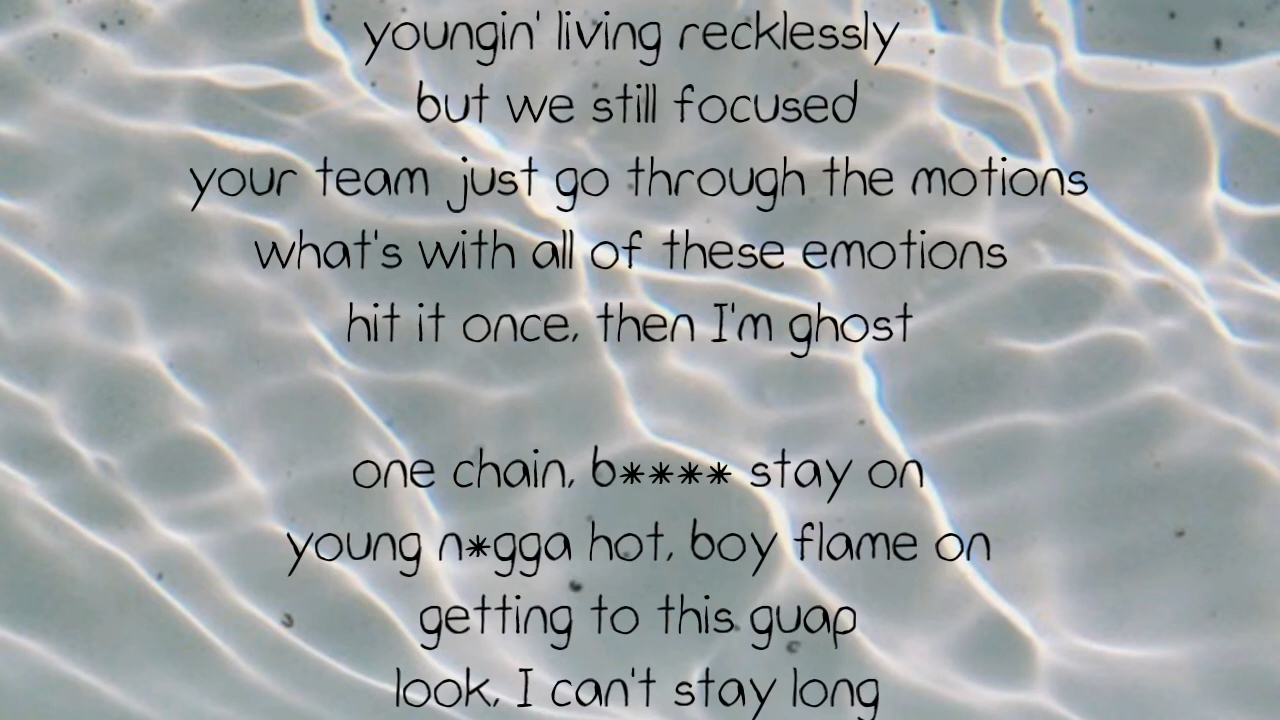 youngin' living recklessly
but we still focused
your team just go through the motions
what's with all of these emotions
hit it once, then I'm ghost
one chain, b**** stay on
young n*gga hot, boy flame on
getting to this guap
look, I can't stay long